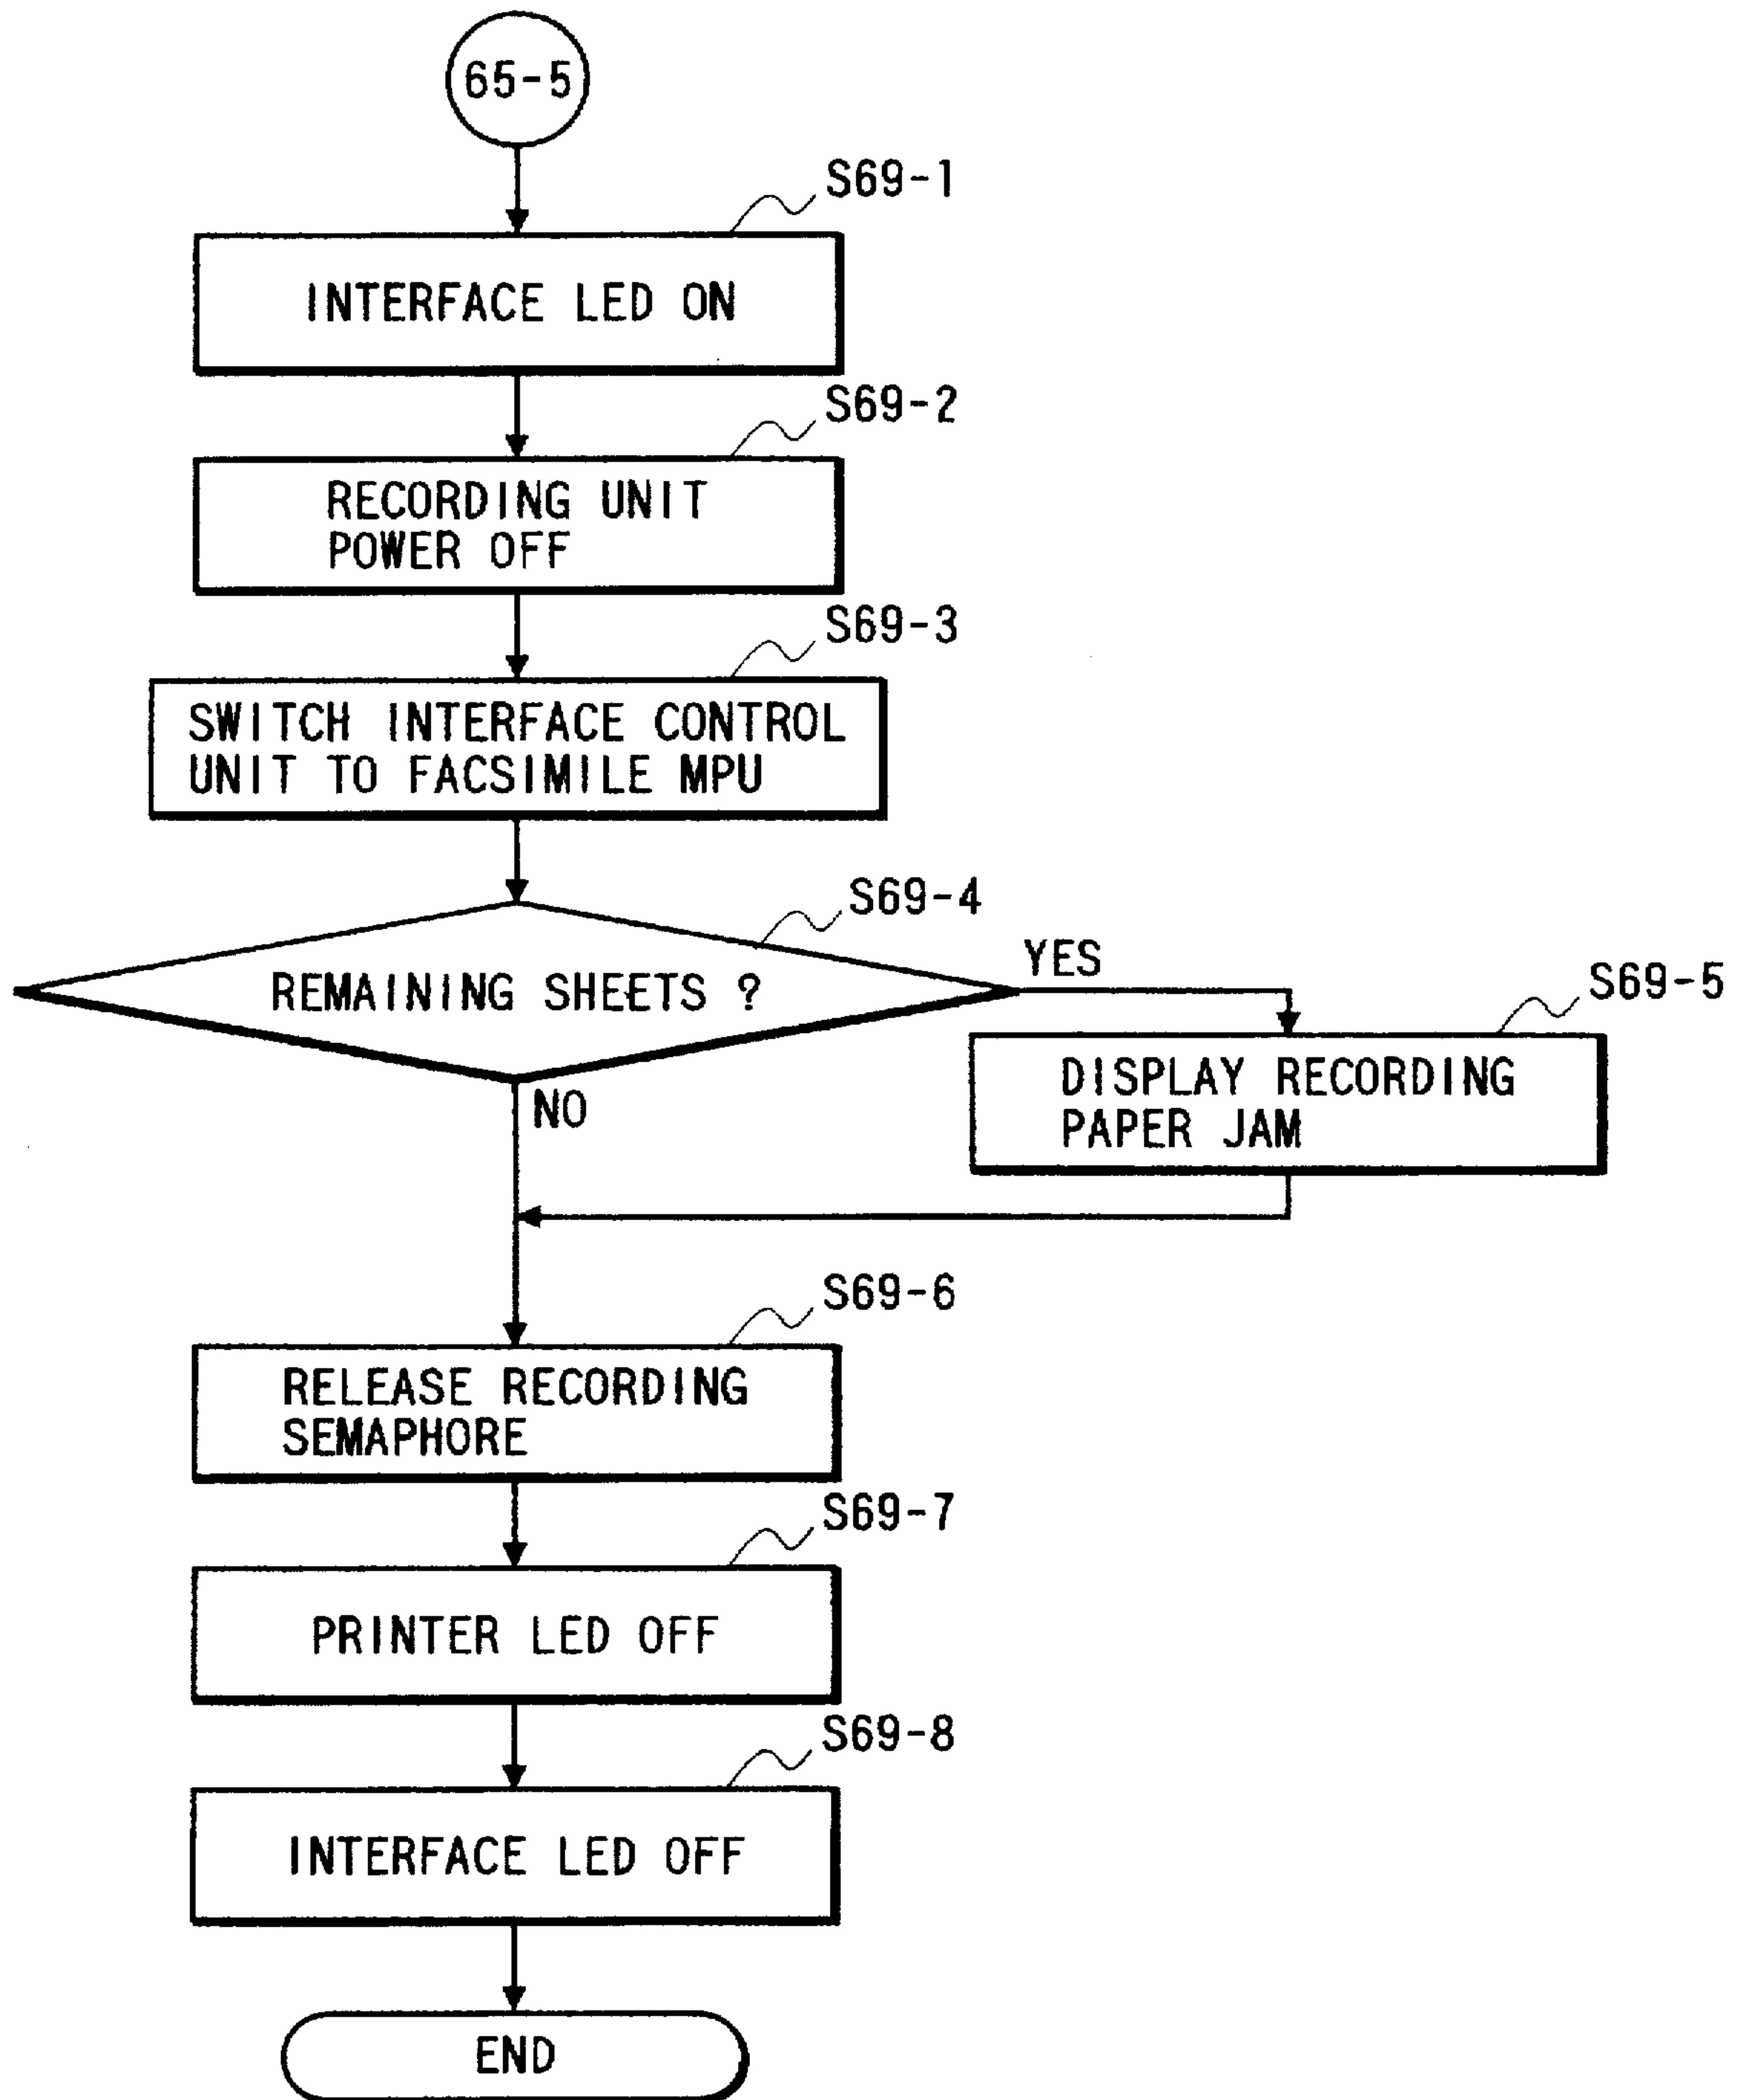 65-5
S69-1
INTERFACE LED ON
S69-2
RECORDING UNIT
POWER OFF
S69-3
SWITCH INTERFACE CONTROL
UNIT TO FACSIMILE MPU
S69-4
REMAINING SHEETS ?
YES
S69-5
DISPLAY RECORDING
PAPER JAM
NO
S69-6
RELEASE RECORDING
SEMAPHORE
S69-7
PRINTER LED OFF
S69-8
INTERFACE LED OFF
END